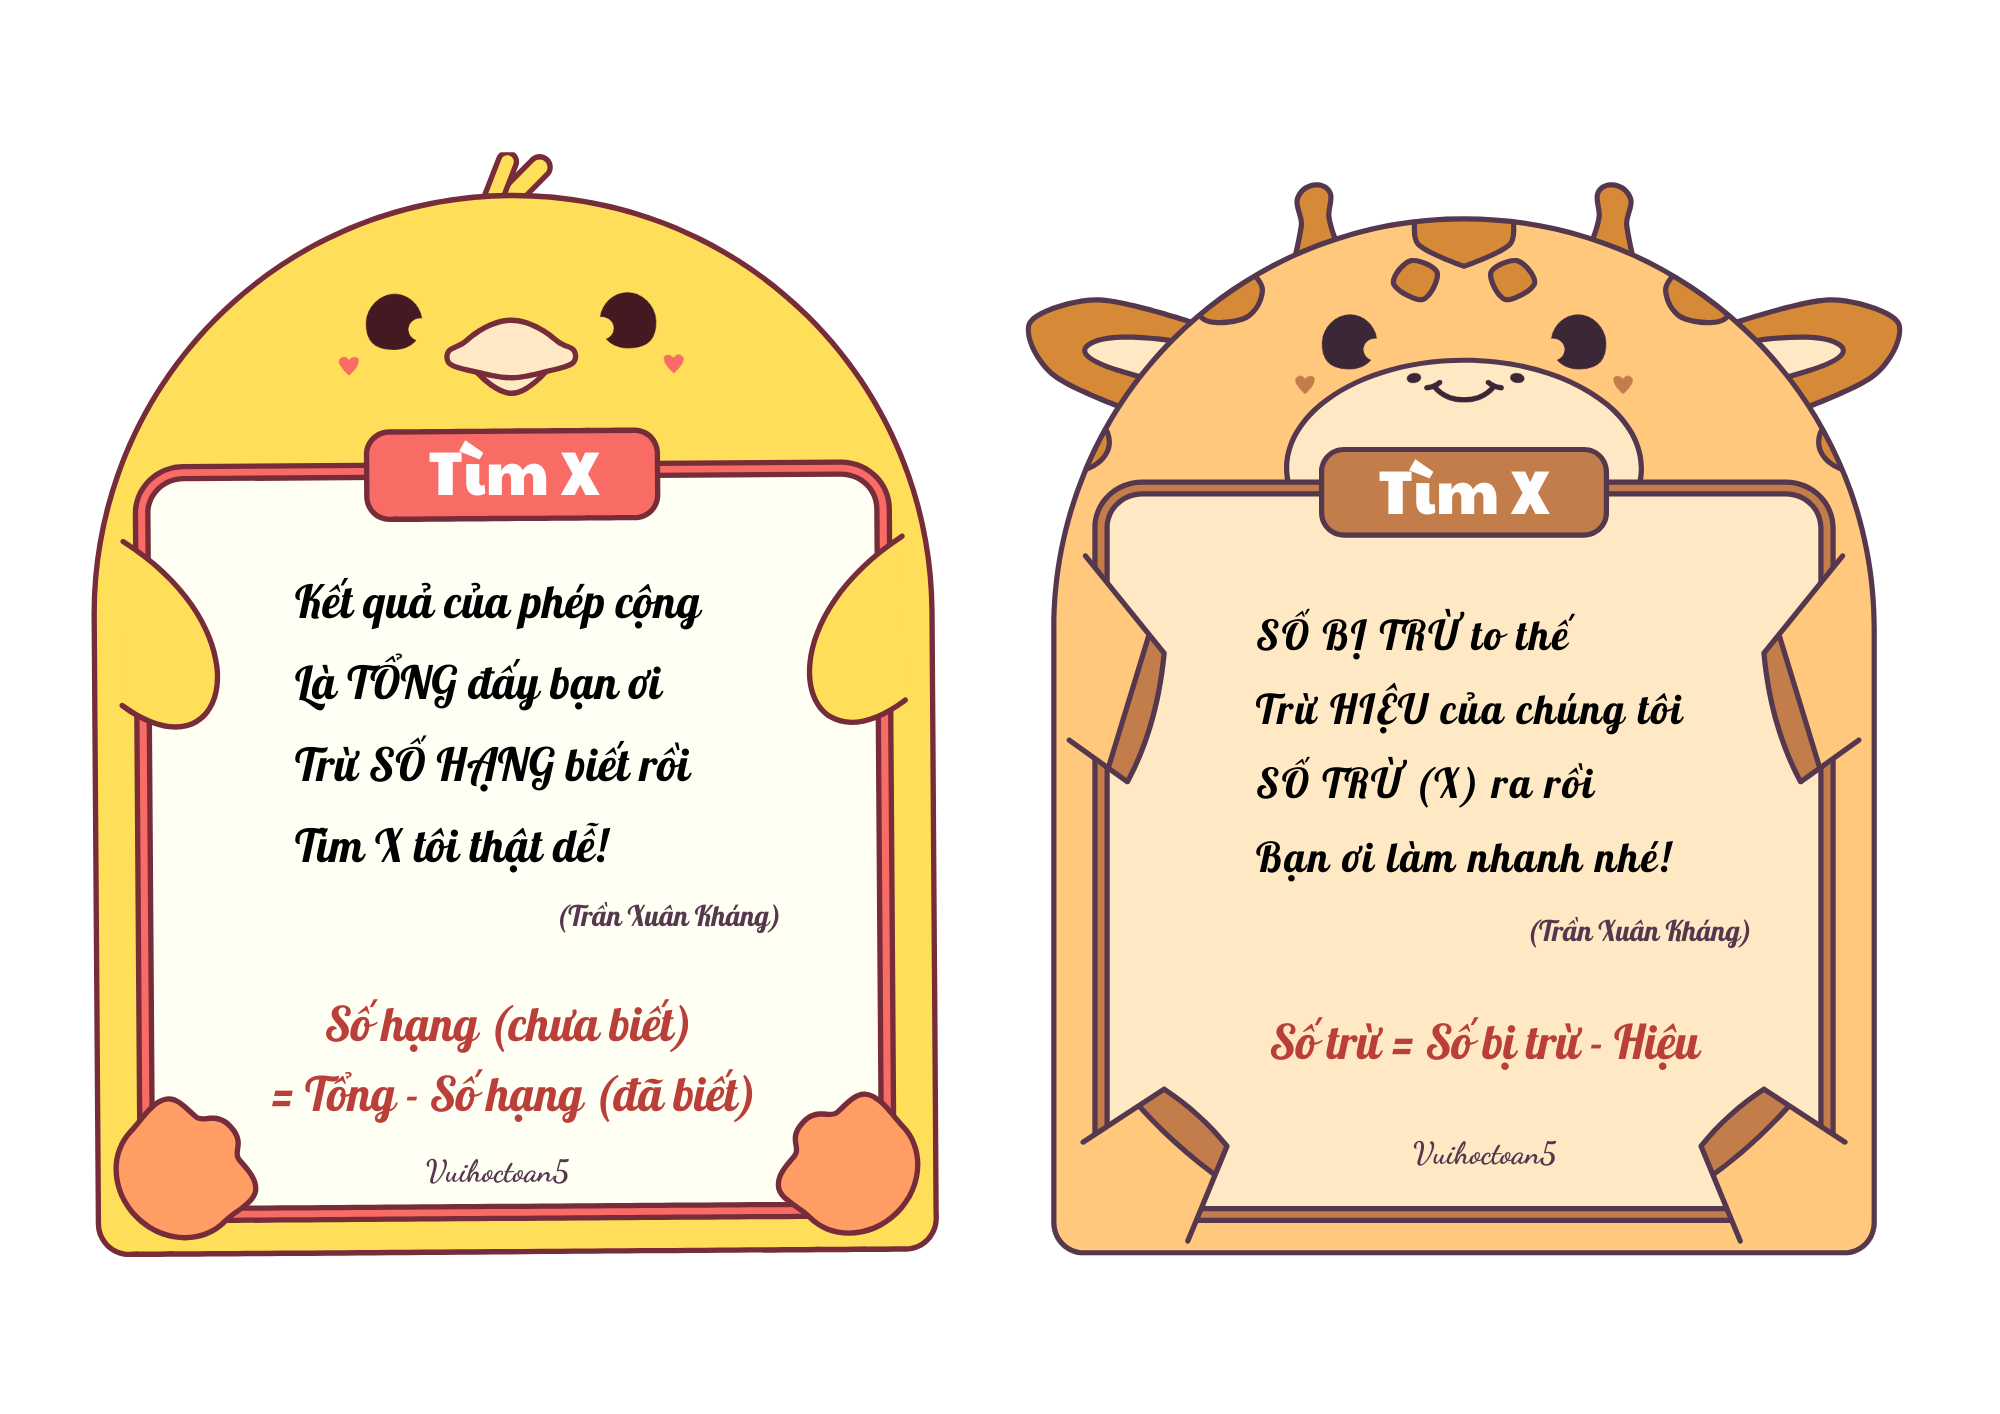 Tìm X
Kết quả của phép cộng
Là TỔNG đấy bạn ơi
Trừ SỐ HẠNG biết rồi
Tìm X tôi thật dễ!
(Trần Xuân Kháng)
Số hạng (chưa biết)
= Tổng - Số hạng (đã biết)
Vuihoctoan5
Tìm X
SỐ BỊ TRỪ to thế
Trừ HIỆU của chúng tôi
SỐ TRỪ (X) ra rồi
Bạn ơi làm nhanh nhé!
(Trần Xuân Kháng)
Số trừ = Số bị trừ - Hiệu
Vuihoctoan5